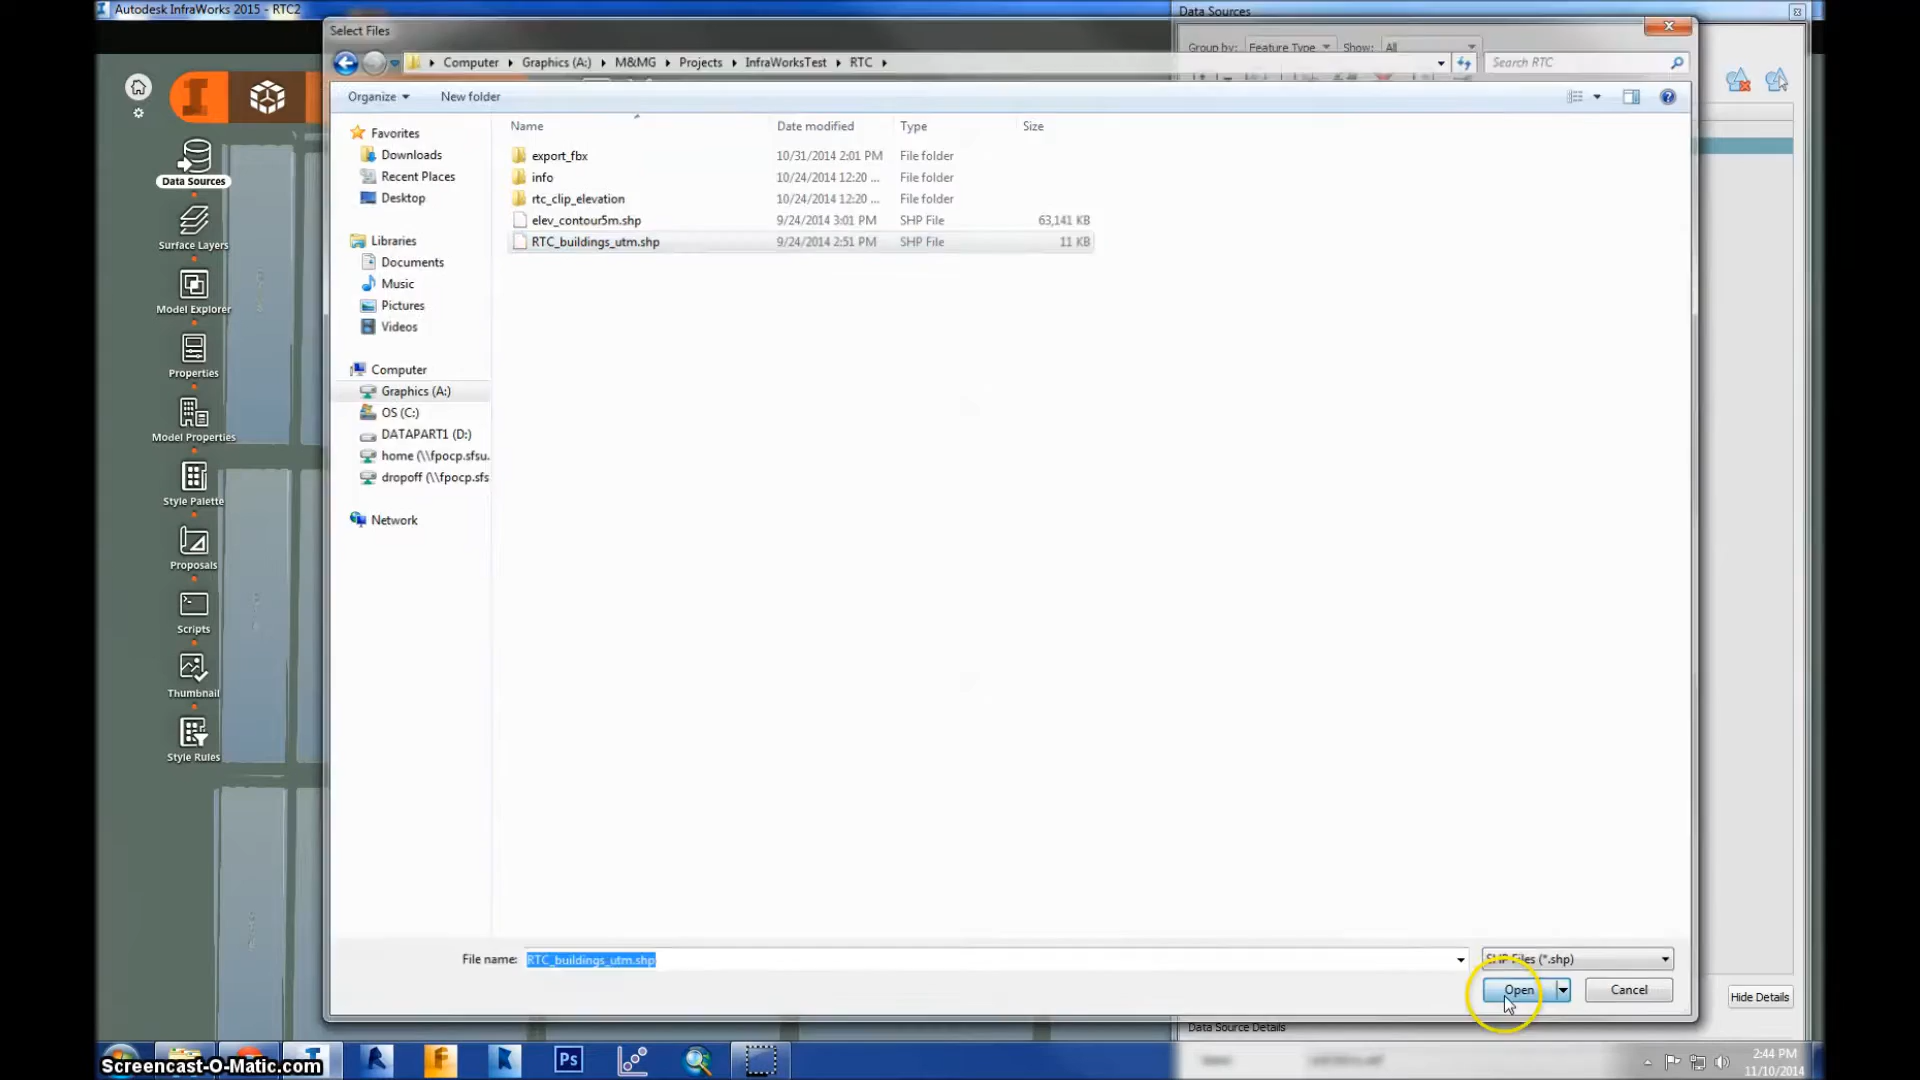 Autodesk InfraWorks 2015 - RTC2
Data Sources
Select Files
Group by: Feature Type Show: All
Computer Graphics (A:) M&MG Projects InfraWorksTest RTC
Search RTC
Organize New folder
Name Date modified Type Size
Favorites
Downloads
Recent Places
Desktop
Libraries
Documents
Music
Pictures
Videos
Computer
Graphics (A:)
OS (C:)
DATAPART1 (D:)
home (\\fpocp.sfsu.
dropoff (\\fpocp.sfs
Network
export_fbx 10/31/2014 2:01 PM File folder
info 10/24/2014 12:20 ... File folder
rtc_clip_elevation 10/24/2014 12:20 ... File folder
elev_contour5m.shp 9/24/2014 3:01 PM SHP File 63,141 KB
RTC_buildings_utm.shp 9/24/2014 2:51 PM SHP File 11 KB
Data Sources
Surface Layers
Model Explorer
Properties
Model Properties
Style Palette
Proposals
Scripts
Thumbnail
Style Rules
File name: RTC_buildings_utm.shp
SHP Files (*.shp)
Open Cancel
Hide Details
Data Source Details
Ps
Screencast-O-Matic.com
2:44 PM
11/10/2014